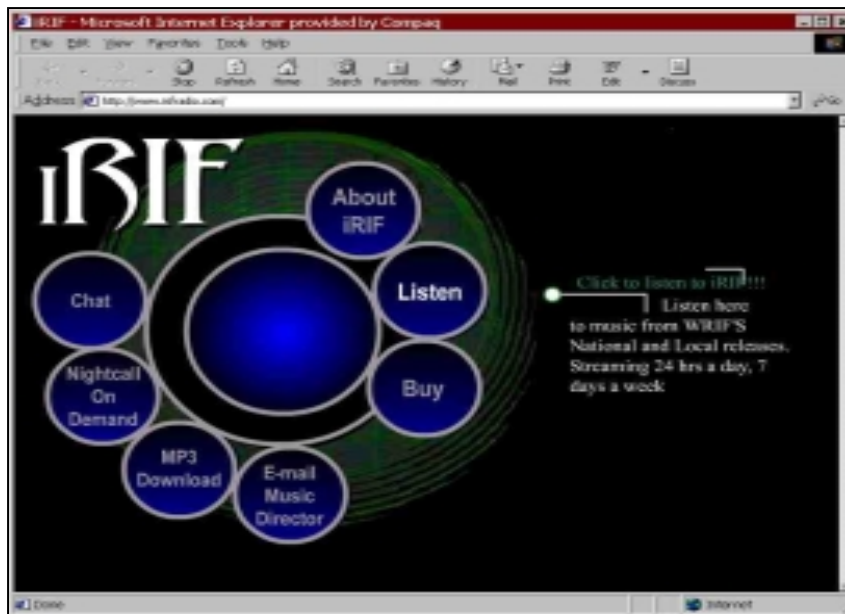 iRIF - Microsoft Internet Explorer provided by Compaq
File Edit View Favorites Tools Help
Stop Refresh Home Search Favorites History Mail Print Edit Discuss
Address Go
iRIF
About
iRIF
Listen
Buy
E-mail
Music
Director
MP3
Download
Nightcall
On
Demand
Chat
Click to listen to iRIF!!!
Listen here
to music from WRIF'S
National and Local releases.
Streaming 24 hrs a day, 7
days a week
Done Internet